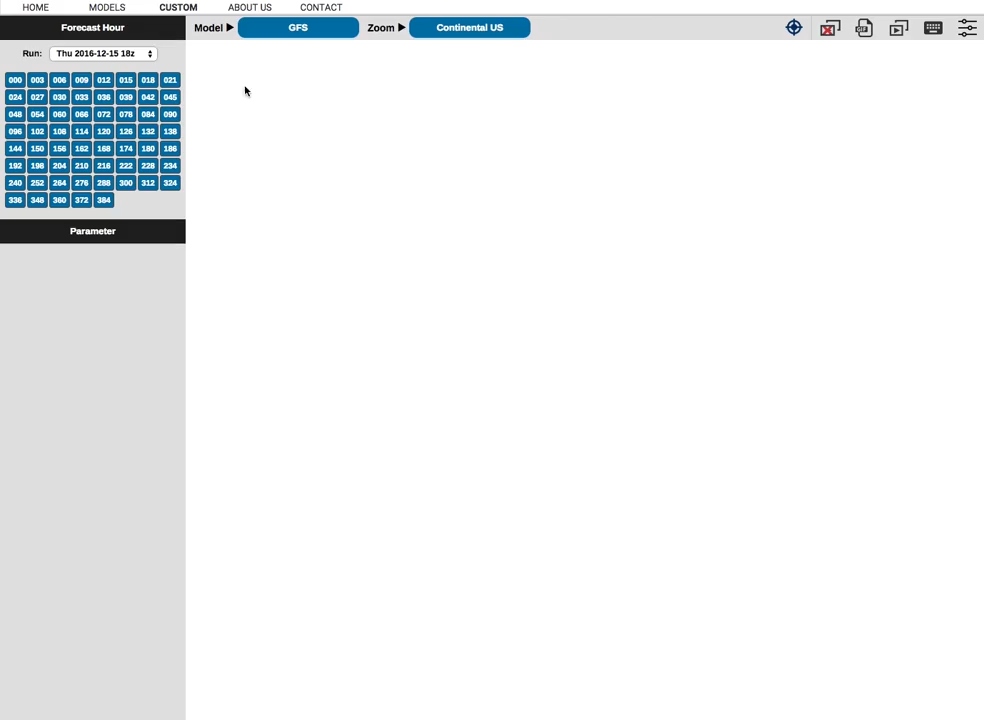 HOME MODELS CUSTOM ABOUT US CONTACT
Forecast Hour
Model GFS Zoom Continental US
GIF
Run: Thu 2016-12-15 18z
000 003 006 009 012 015 018 021
024 027 030 033 036 039 042 045
048 054 060 066 072 078 084 090
096 102 108 114 120 126 132 138
144 150 156 162 168 174 180 186
192 198 204 210 216 222 228 234
240 252 264 276 288 300 312 324
336 348 360 372 384
Parameter